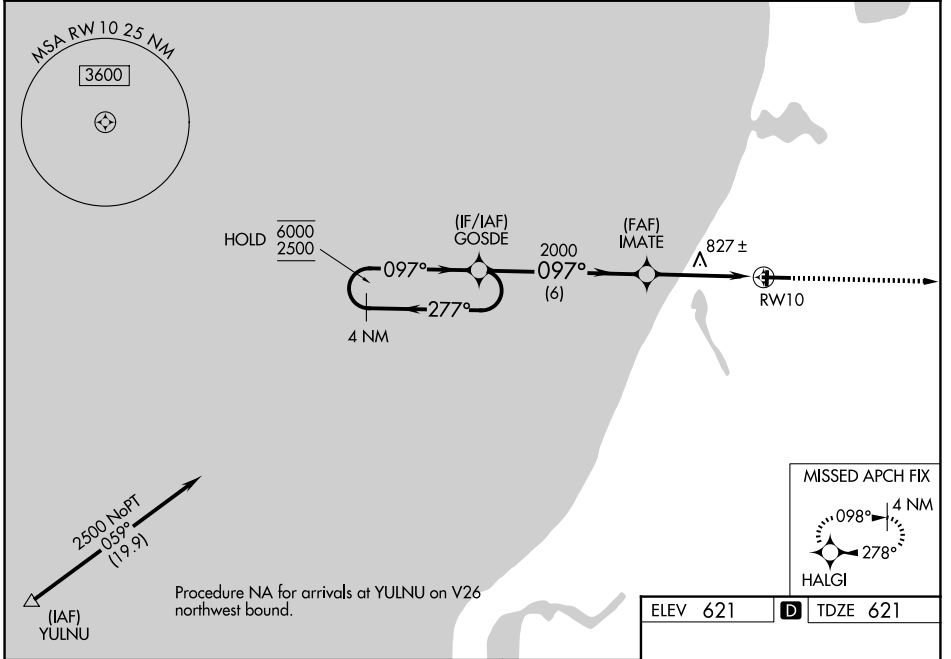 MSA RW 10 25 NM
3600
HOLD
6000
2500
(IF/IAF)
GOSDE
(FAF)
IMATE
827 ±
097°
2000
097°
(6)
277°
4 NM
RW10
2500 NoPT
059°
(19.9)
(IAF)
YULNU
Procedure NA for arrivals at YULNU on V26
northwest bound.
MISSED APCH FIX
4 NM
098°
278°
HALGI
ELEV 621
D
TDZE 621